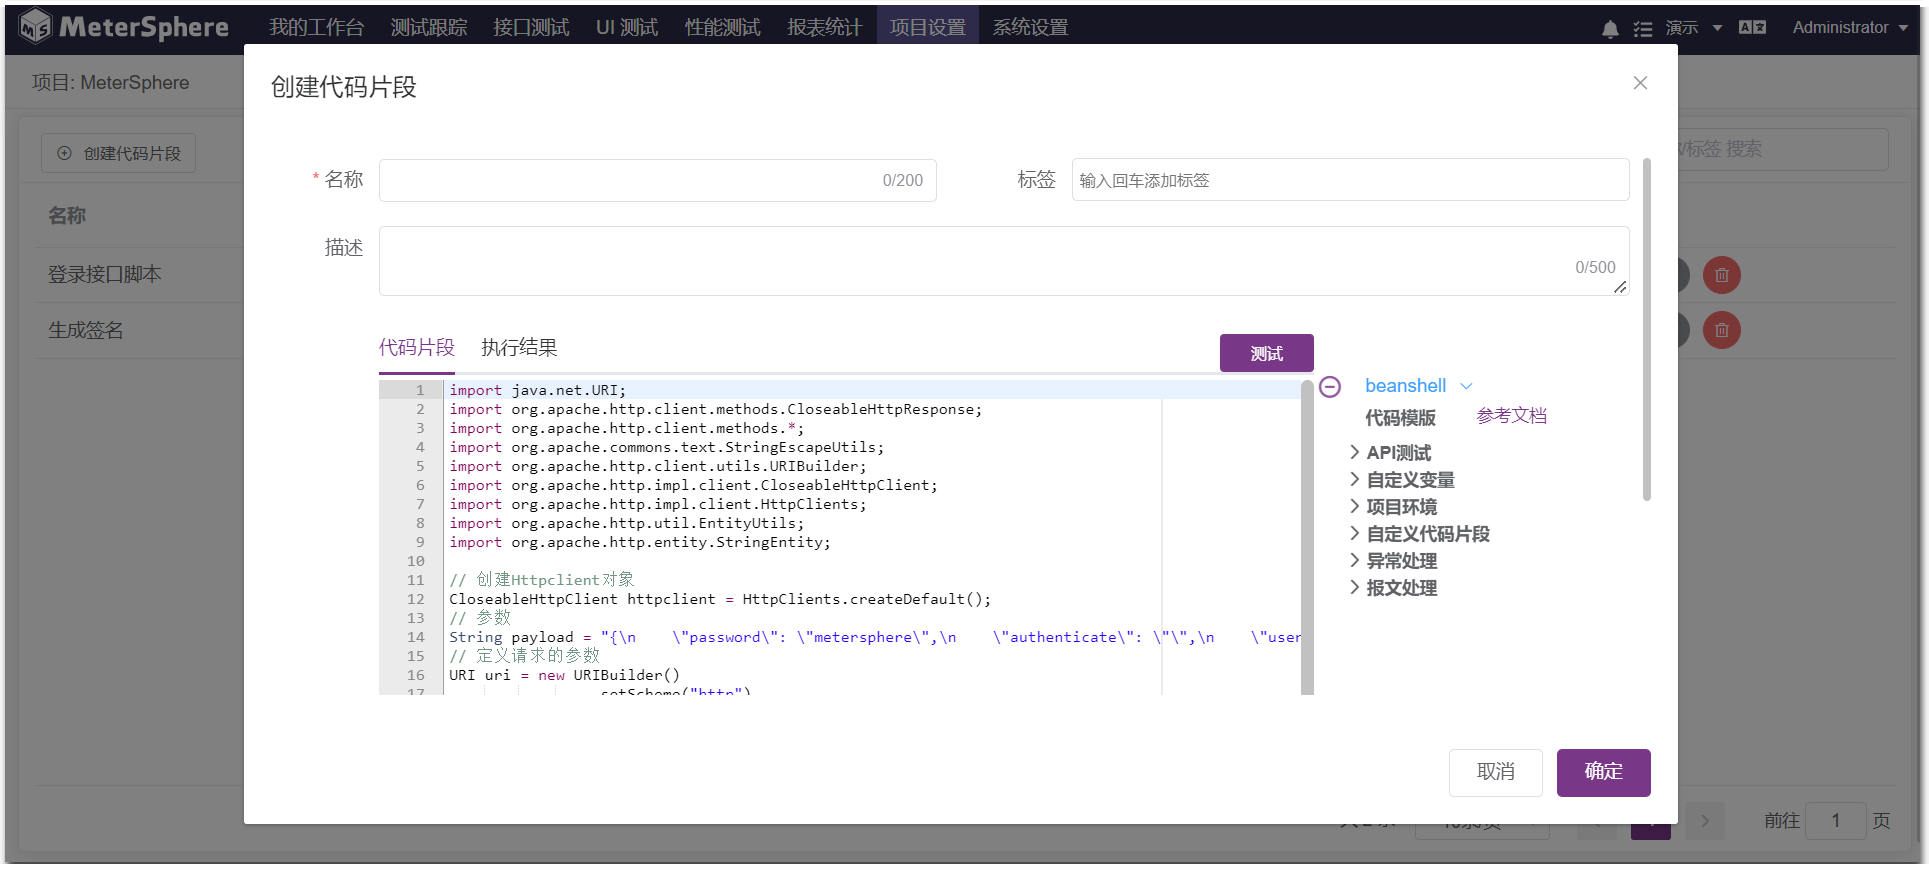 MeterSphere 我的工作台 测试跟踪 接口测试 UI 测试 性能测试 报表统计 项目设置 系统设置 演示 Administrator
项目: MeterSphere
创建代码片段
创建代码片段
标签 搜索
* 名称 0/200 标签 输入回车添加标签
名称
描述 0/500
登录接口脚本
生成签名
代码片段 执行结果 测试
beanshell
代码模版 参考文档
API测试
自定义变量
项目环境
自定义代码片段
异常处理
报文处理
1 import java.net.URI;
2 import org.apache.http.client.methods.CloseableHttpResponse;
3 import org.apache.http.client.methods.*;
4 import org.apache.commons.text.StringEscapeUtils;
5 import org.apache.http.client.utils.URIBuilder;
6 import org.apache.http.impl.client.CloseableHttpClient;
7 import org.apache.http.impl.client.HttpClients;
8 import org.apache.http.util.EntityUtils;
9 import org.apache.http.entity.StringEntity;
10
11 // 创建Httpclient对象
12 CloseableHttpClient httpclient = HttpClients.createDefault();
13 // 参数
14 String payload = "{\n    \"password\": \"metersphere\",\n    \"authenticate\": \"\",\n    \"user
15 // 定义请求的参数
16 URI uri = new URIBuilder()
17 .setScheme("http")
取消 确定
前往 1 页